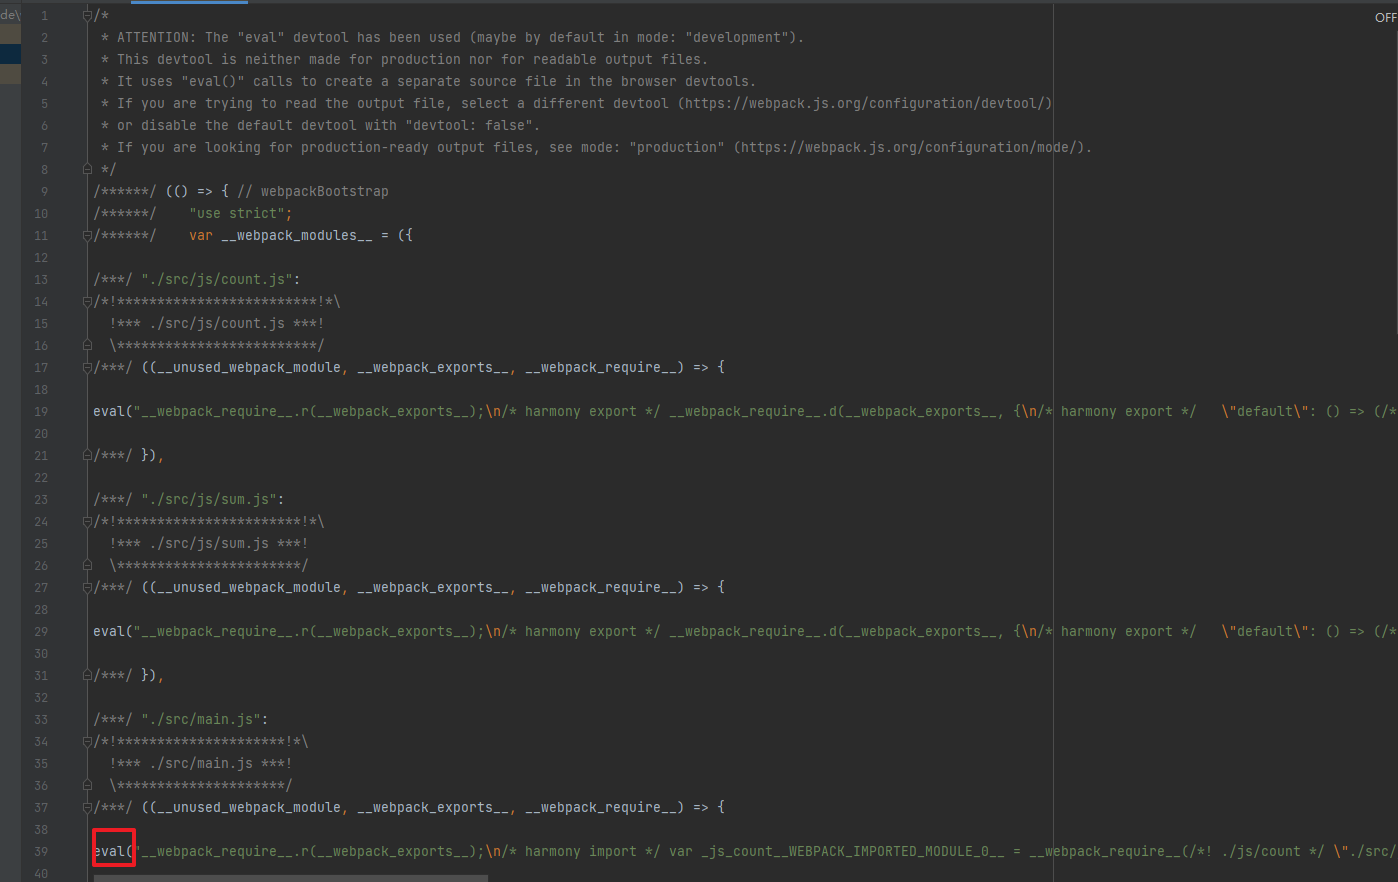 de\
OFF
1 /*
2 * ATTENTION: The "eval" devtool has been used (maybe by default in mode: "development").
3 * This devtool is neither made for production nor for readable output files.
4 * It uses "eval()" calls to create a separate source file in the browser devtools.
5 * If you are trying to read the output file, select a different devtool (https://webpack.js.org/configuration/devtool/)
6 * or disable the default devtool with "devtool: false".
7 * If you are looking for production-ready output files, see mode: "production" (https://webpack.js.org/configuration/mode/).
8 */
9 /******/ (() => { // webpackBootstrap
10 /******/ "use strict";
11 /******/ var __webpack_modules__ = ({
12
13 /***/ "./src/js/count.js":
14 /*!*************************!*\
15 !*** ./src/js/count.js ***!
16 \*************************/
17 /***/ ((__unused_webpack_module, __webpack_exports__, __webpack_require__) => {
18
19 eval("__webpack_require__.r(__webpack_exports__);\n/* harmony export */ __webpack_require__.d(__webpack_exports__, {\n/* harmony export */   \"default\": () => (/*
20
21 /***/ }),
22
23 /***/ "./src/js/sum.js":
24 /*!***********************!*\
25 !*** ./src/js/sum.js ***!
26 \***********************/
27 /***/ ((__unused_webpack_module, __webpack_exports__, __webpack_require__) => {
28
29 eval("__webpack_require__.r(__webpack_exports__);\n/* harmony export */ __webpack_require__.d(__webpack_exports__, {\n/* harmony export */   \"default\": () => (/*
30
31 /***/ }),
32
33 /***/ "./src/main.js":
34 /*!*********************!*\
35 !*** ./src/main.js ***!
36 \*********************/
37 /***/ ((__unused_webpack_module, __webpack_exports__, __webpack_require__) => {
38
39 eval("__webpack_require__.r(__webpack_exports__);\n/* harmony import */ var _js_count__WEBPACK_IMPORTED_MODULE_0__ = __webpack_require__(/*! ./js/count */ \"./src/
40